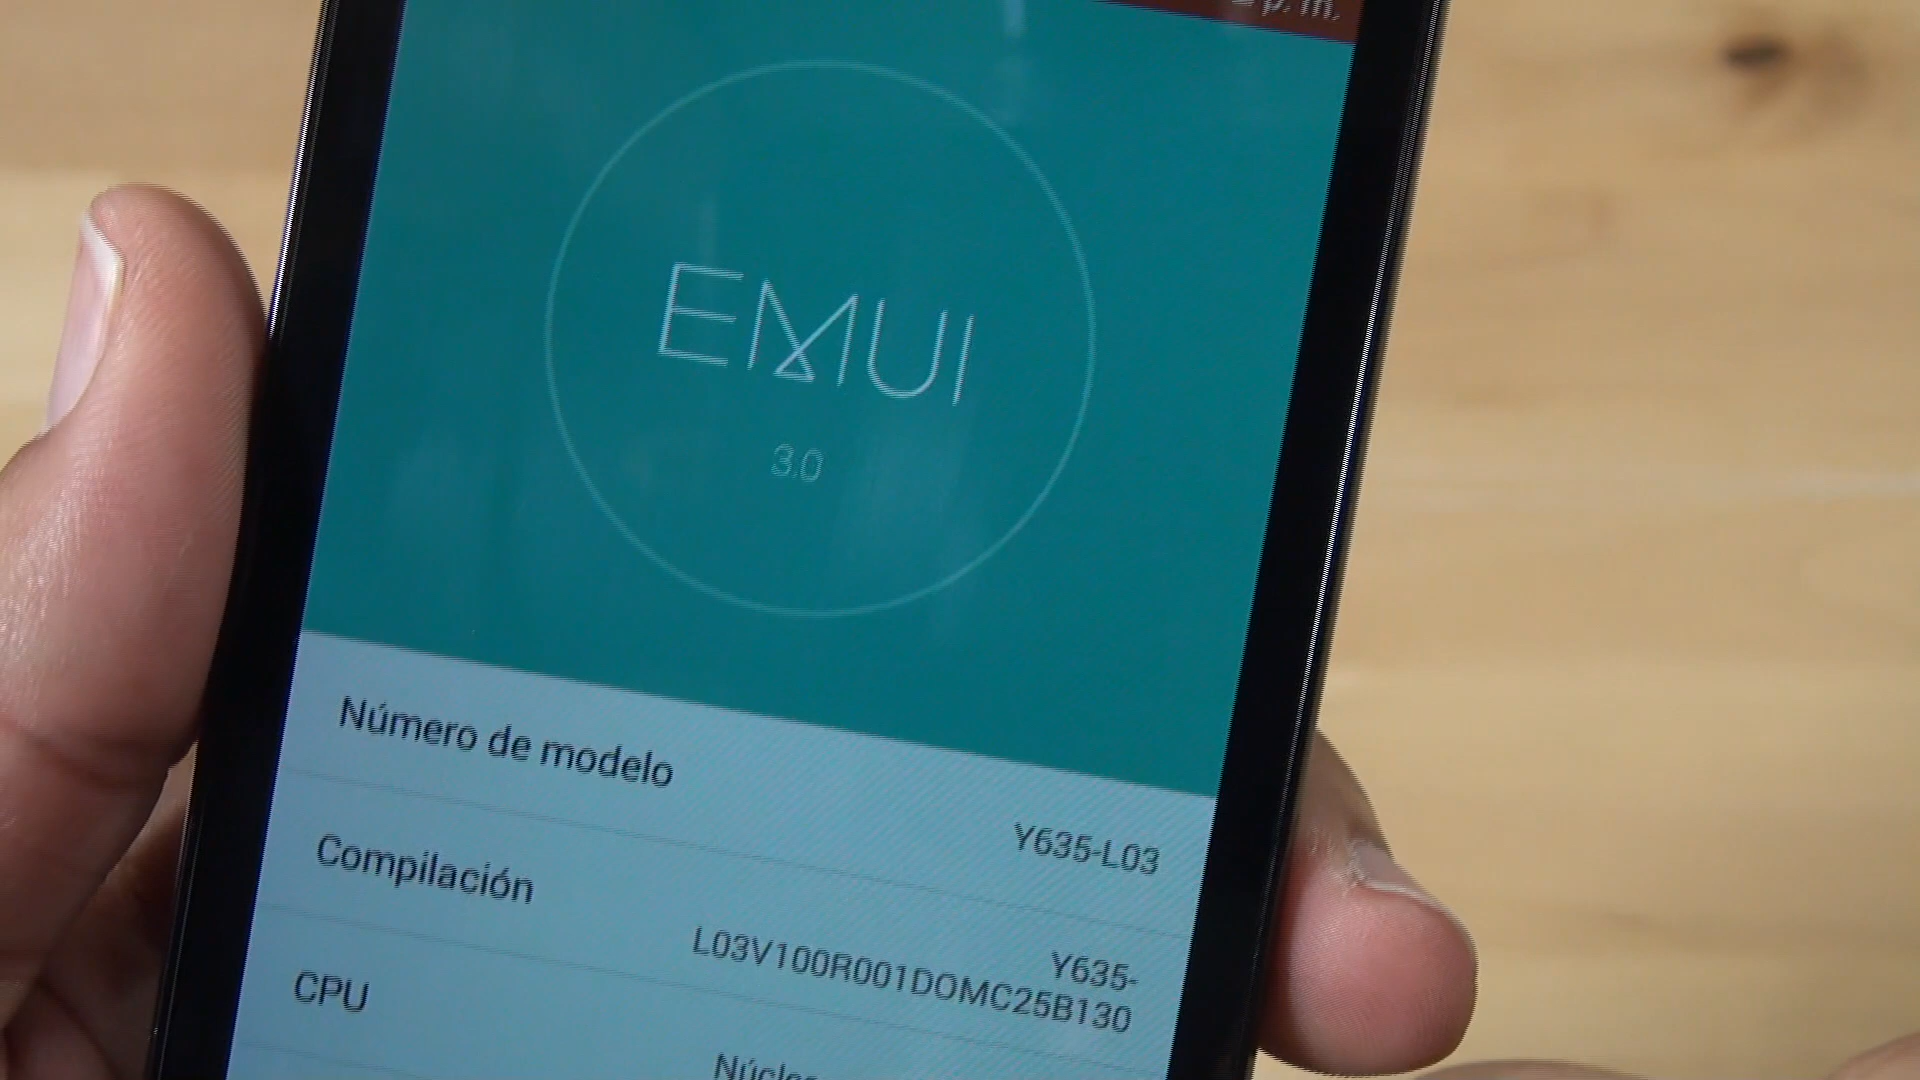 p. m.
EMUI
3.0
Número de modelo
Y635-L03
Compilación
Y635-
L03V100R001DOMC25B130
CPU